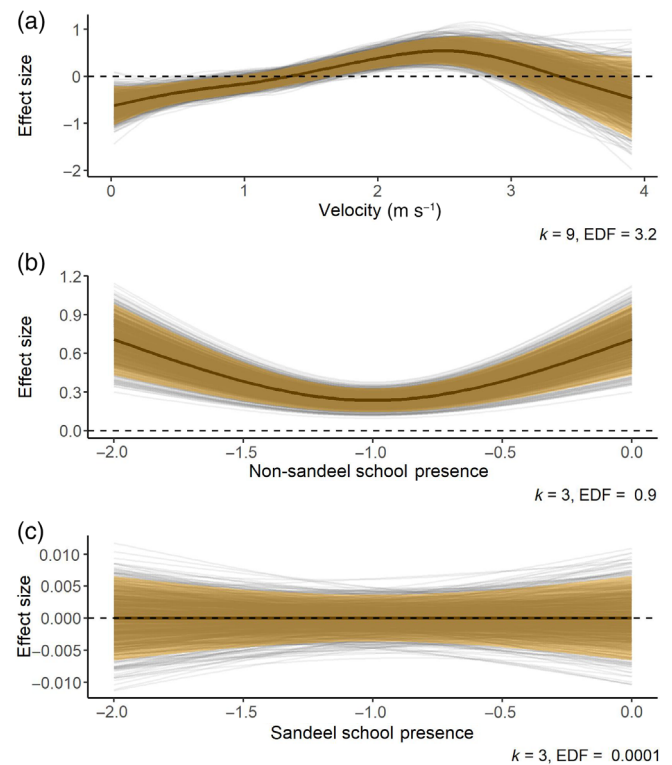 (a)
1
0
−1
−2
Effect size
0
1
2
3
4
Velocity (m s⁻¹)
k = 9, EDF = 3.2
(b)
1.2
0.9
0.6
0.3
0.0
Effect size
−2.0
−1.5
−1.0
−0.5
0.0
Non-sandeel school presence
k = 3, EDF = 0.9
(c)
0.010
0.005
0.000
−0.005
−0.010
Effect size
−2.0
−1.5
−1.0
−0.5
0.0
Sandeel school presence
k = 3, EDF = 0.0001